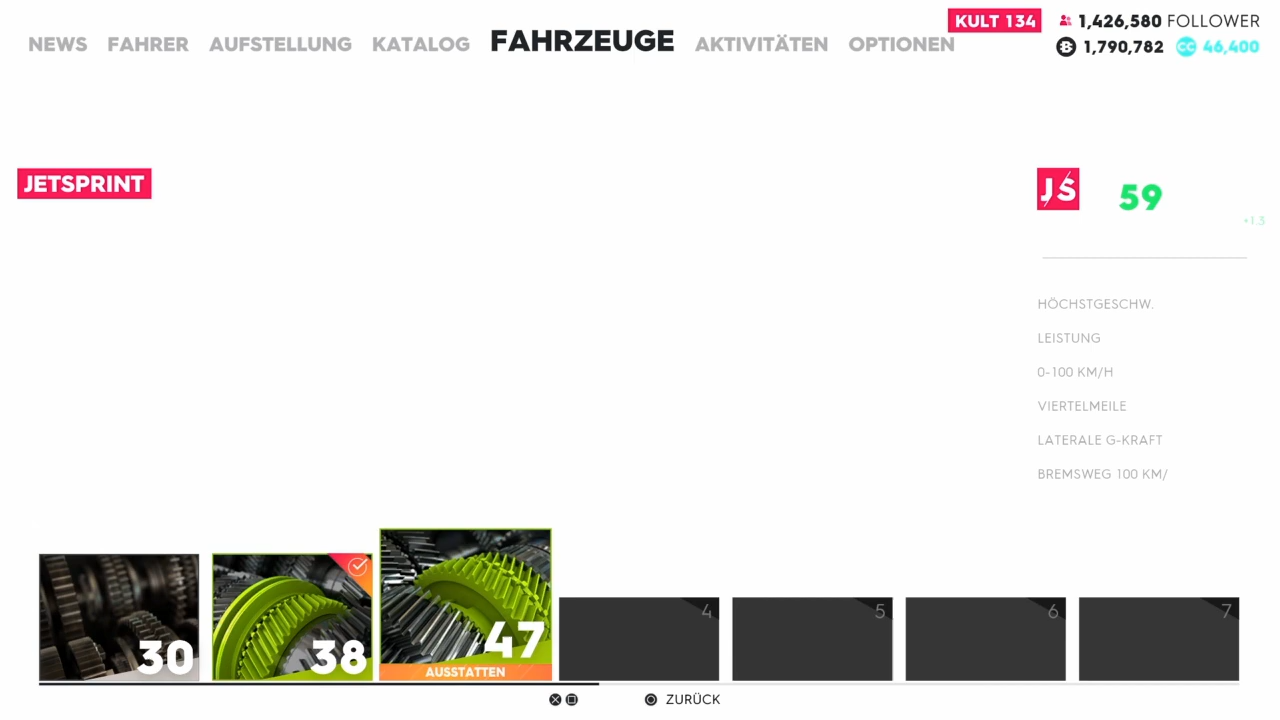 NEWS FAHRER AUFSTELLUNG KATALOG FAHRZEUGE AKTIVITÄTEN OPTIONEN
KULT 134 1,426,580 FOLLOWER
1,790,782 CC 46,400
JETSPRINT
JS 59
+1.3
HÖCHSTGESCHW.
LEISTUNG
0-100 KM/H
VIERTELMEILE
LATERALE G-KRAFT
BREMSWEG 100 KM/
30 38 47 4 5 6 7
AUSSTATTEN
ZURÜCK